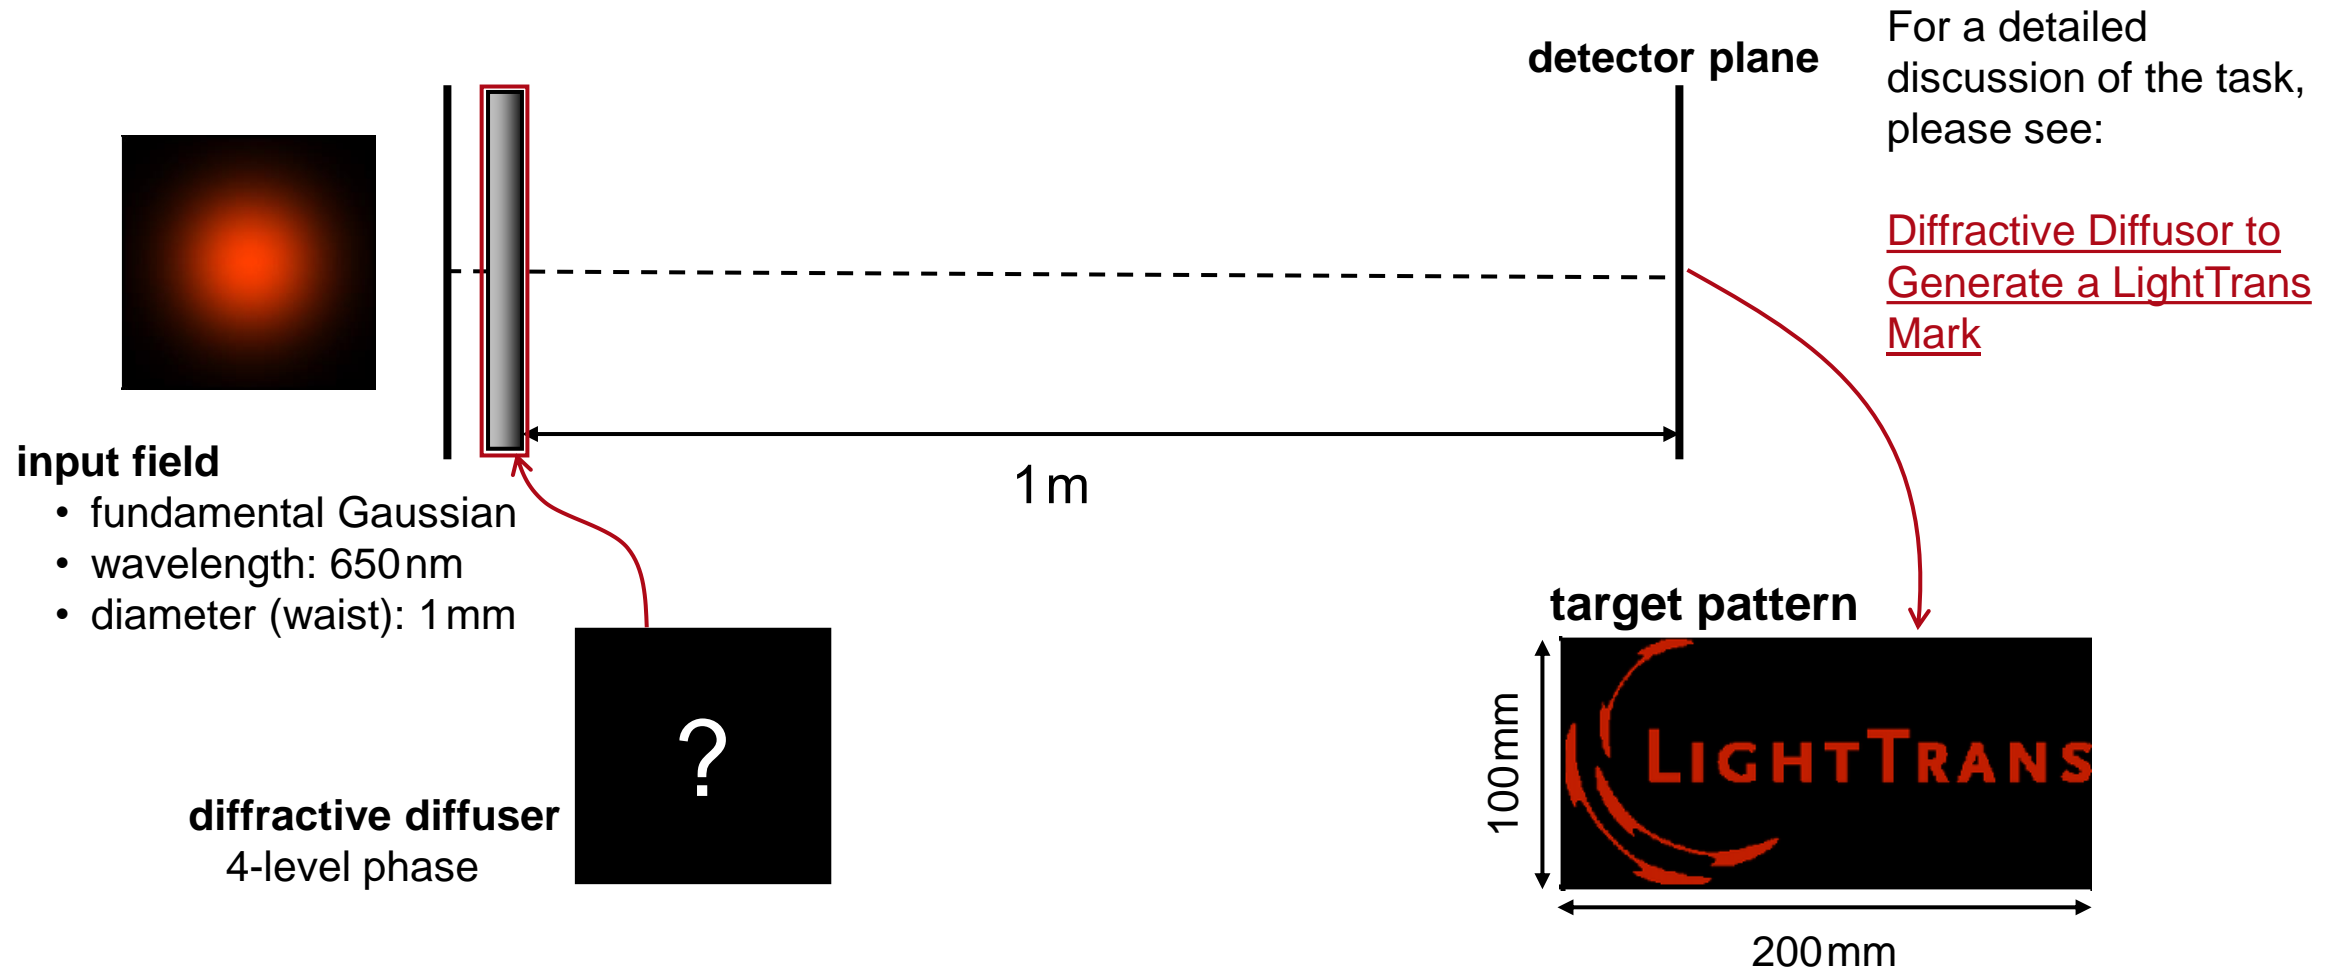 detector plane
For a detailed
discussion of the task,
please see:
Diffractive Diffusor to
Generate a LightTrans
Mark
input field
• fundamental Gaussian
• wavelength: 650 nm
• diameter (waist): 1 mm
1 m
?
diffractive diffuser
4-level phase
target pattern
100 mm
LIGHTTRANS
200 mm